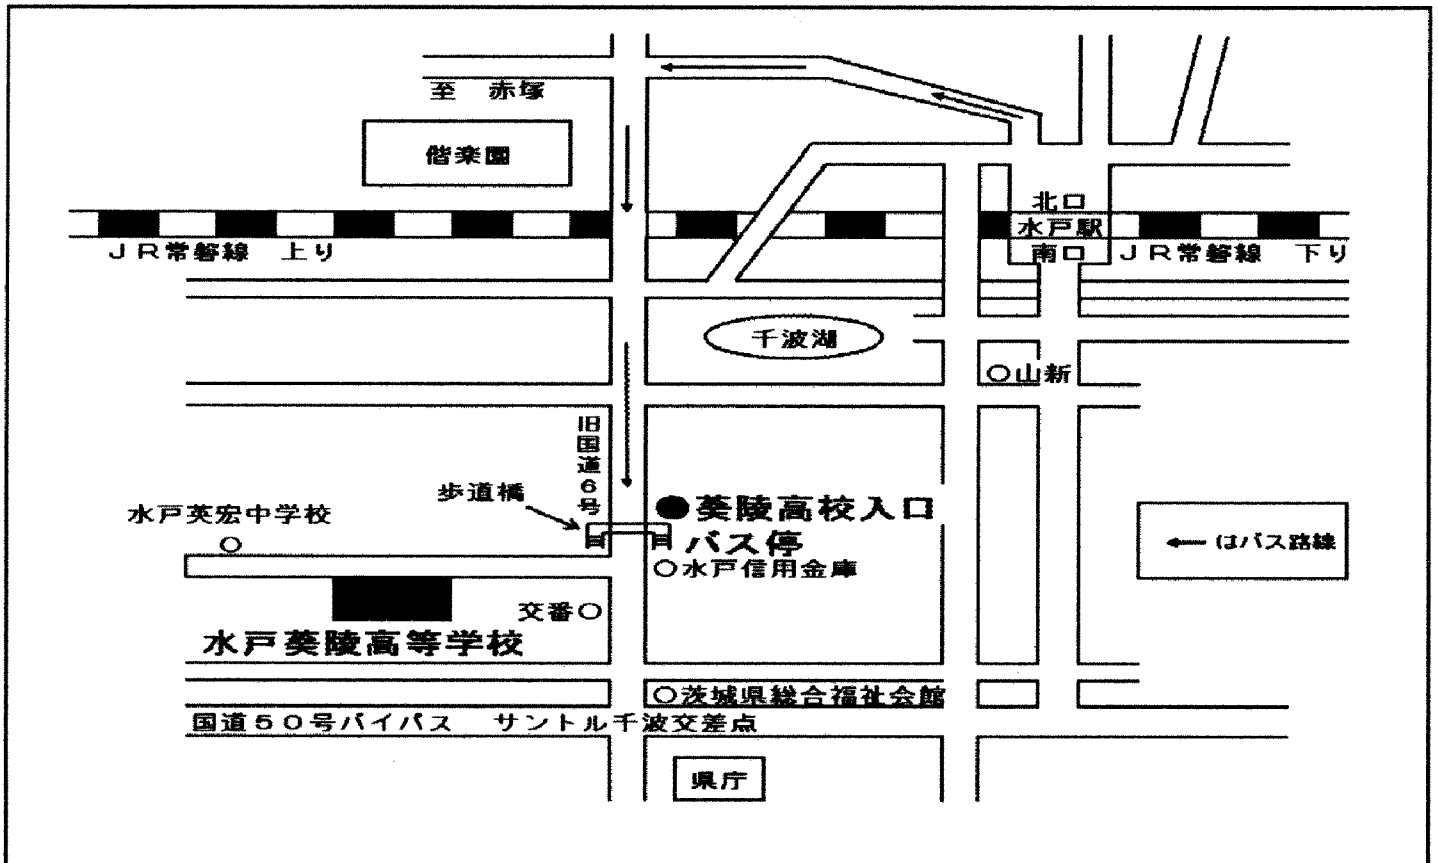 至 赤塚
偕楽園
北口
水戸駅
南口
JR常磐線 上り
JR常磐線 下り
千波湖
○山新
旧国道6号
歩道橋
水戸英宏中学校
○
●葵陵高校入口
バス停
○水戸信用金庫
←はバス路線
交番○
水戸葵陵高等学校
○茨城県総合福祉会館
国道50号バイパス サントル千波交差点
県庁